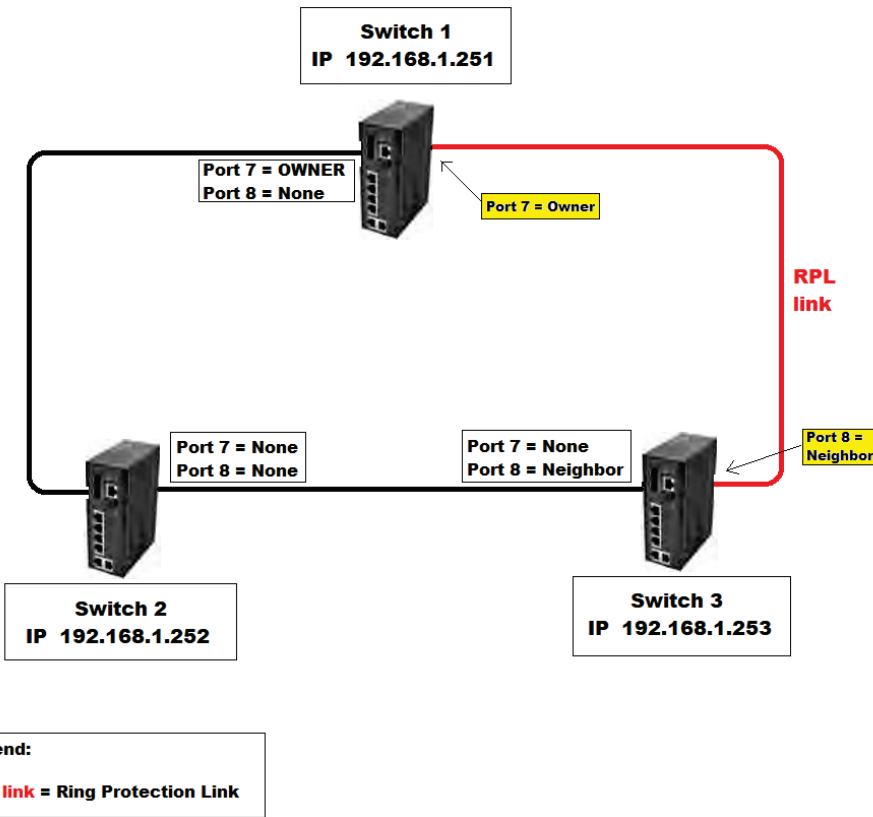 Switch 1
IP 192.168.1.251
Port 7 = OWNER
Port 8 = None
Port 7 = Owner
RPL
link
Port 7 = None
Port 8 = None
Port 7 = None
Port 8 = Neighbor
Port 8 =
Neighbor
Switch 2
IP 192.168.1.252
Switch 3
IP 192.168.1.253
end:
link = Ring Protection Link